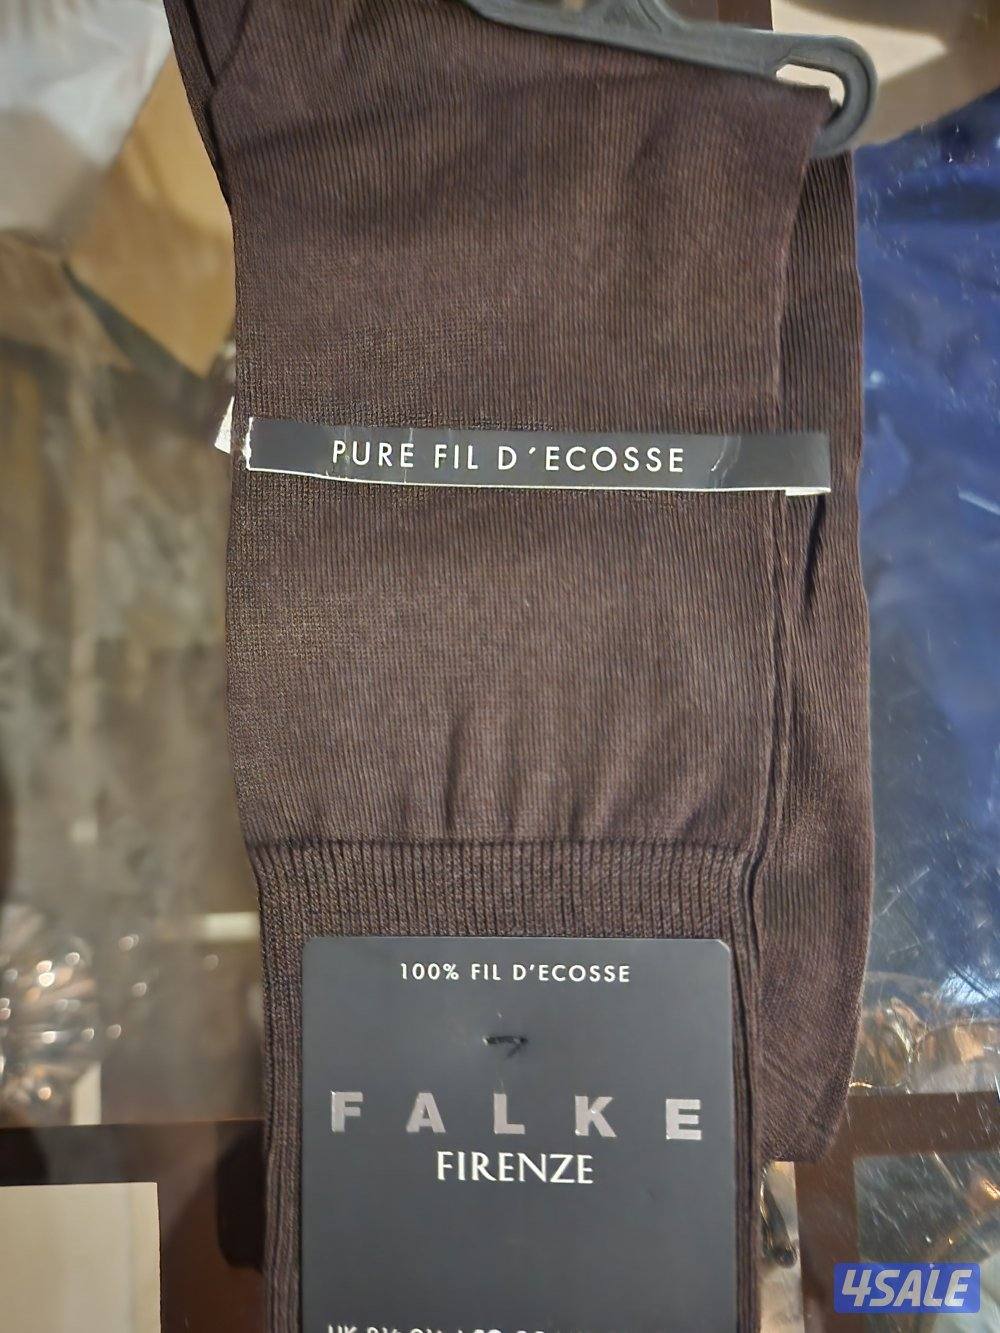 PURE FIL D'ECOSSE
100% FIL D'ECOSSE
FALKE
FIRENZE
4SALE